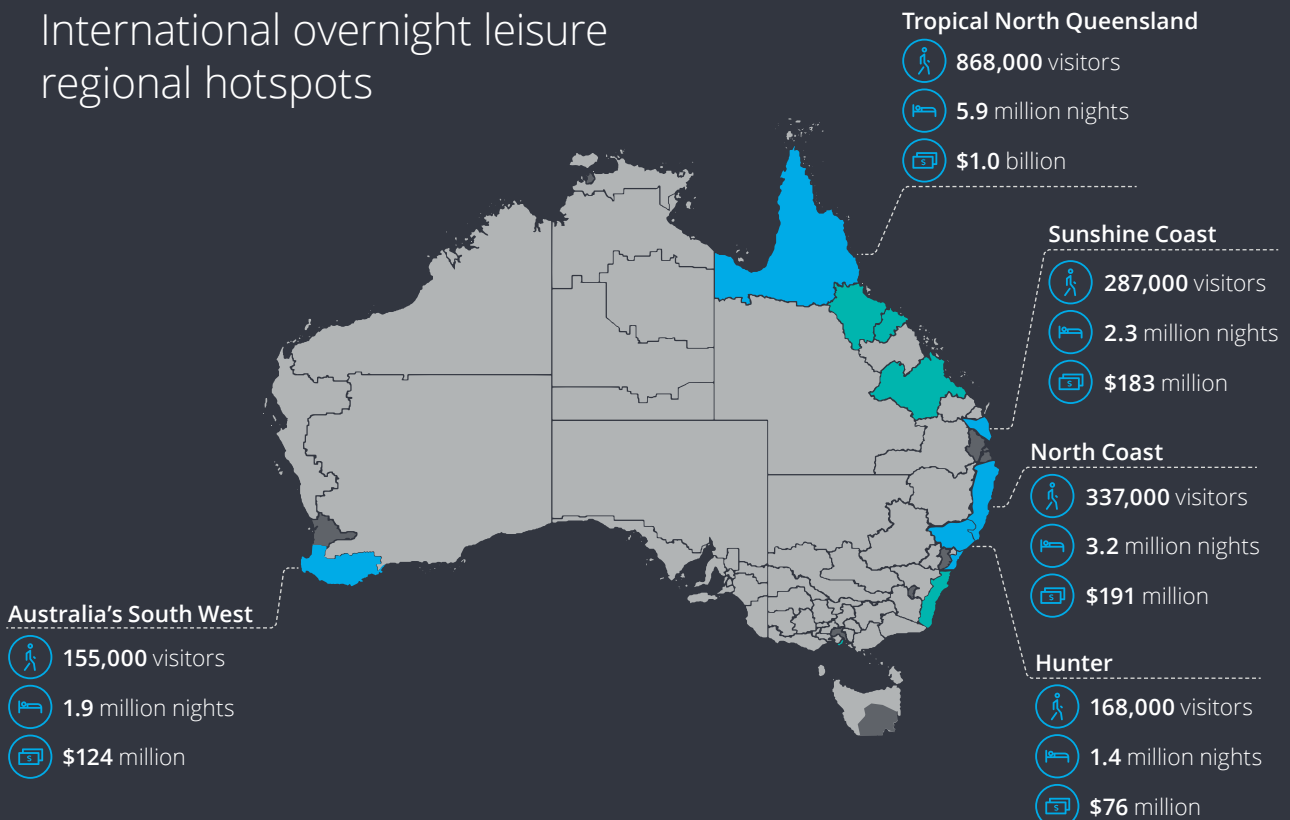 International overnight leisure
regional hotspots
Tropical North Queensland
868,000 visitors
5.9 million nights
$1.0 billion
Sunshine Coast
287,000 visitors
2.3 million nights
$183 million
North Coast
337,000 visitors
3.2 million nights
$191 million
Hunter
168,000 visitors
1.4 million nights
$76 million
Australia's South West
155,000 visitors
1.9 million nights
$124 million